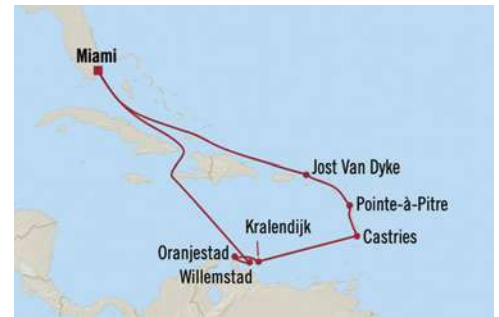 Miami
Jost Van Dyke
Pointe-à-Pitre
Kralendijk
Castries
Oranjestad
Willemstad